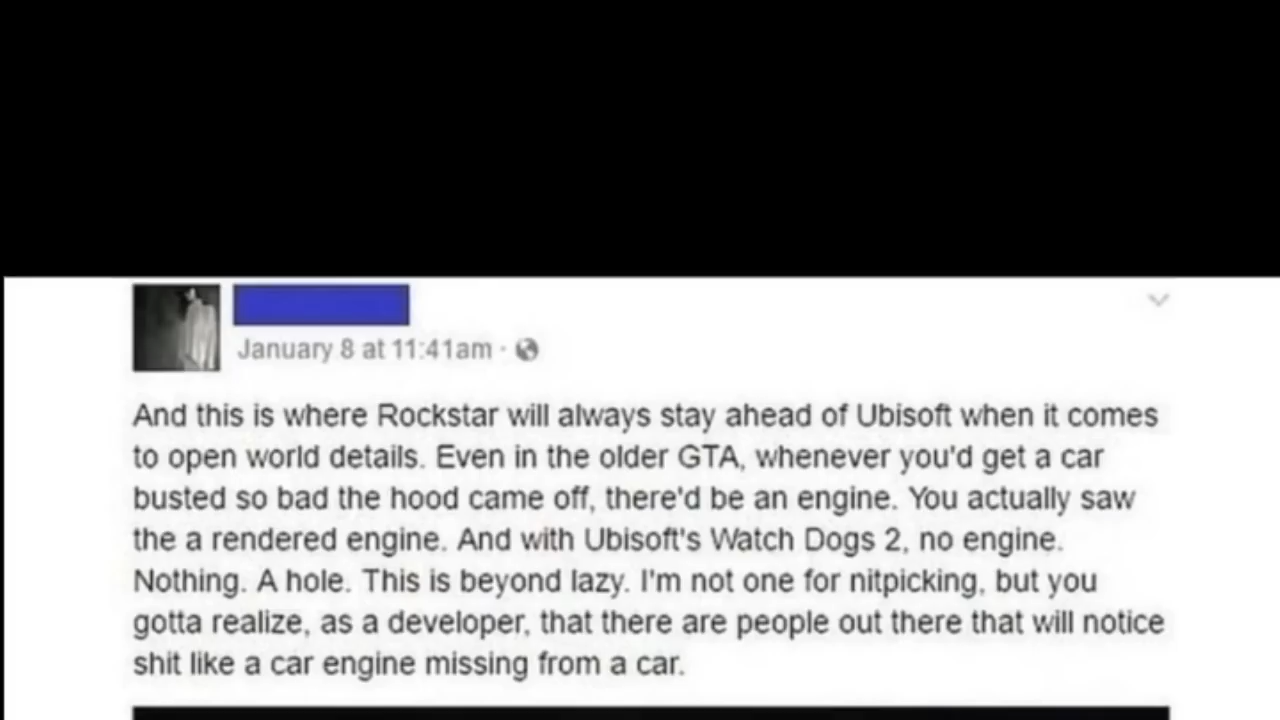 January 8 at 11:41am ·
And this is where Rockstar will always stay ahead of Ubisoft when it comes
to open world details. Even in the older GTA, whenever you'd get a car
busted so bad the hood came off, there'd be an engine. You actually saw
the a rendered engine. And with Ubisoft's Watch Dogs 2, no engine.
Nothing. A hole. This is beyond lazy. I'm not one for nitpicking, but you
gotta realize, as a developer, that there are people out there that will notice
shit like a car engine missing from a car.